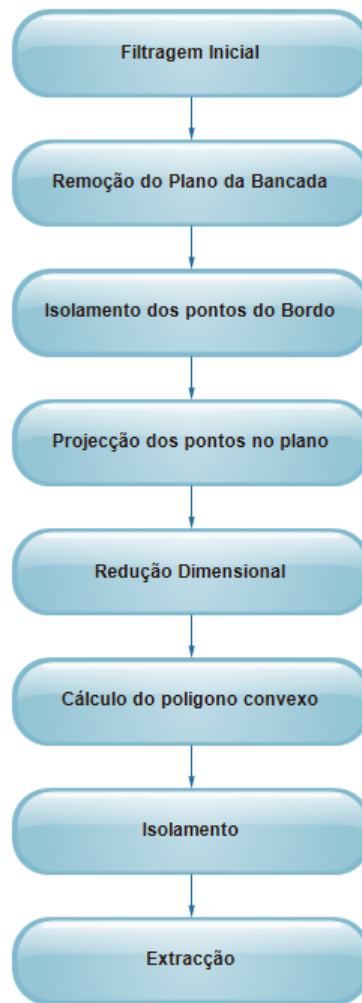 Filtragem Inicial
Remoção do Plano da Bancada
Isolamento dos pontos do Bordo
Projecção dos pontos no plano
Redução Dimensional
Cálculo do poligono convexo
Isolamento
Extracção